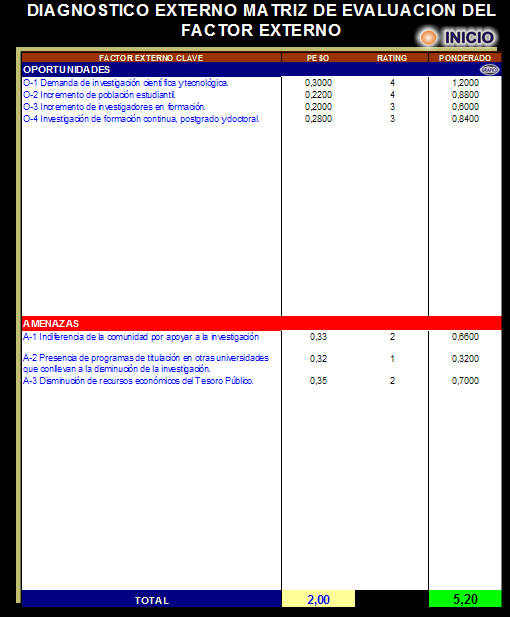 DIAGNOSTICO EXTERNO MATRIZ DE EVALUACION DEL
FACTOR EXTERNO
INICIO
FACTOR EXTERNO CLAVE PESO RATING PONDERADO
OPORTUNIDADES
O-1 Demanda de investigación científica y tecnológica. 0,3000 4 1,2000
O-2 Incremento de población estudiantil. 0,2200 4 0,8800
O-3 Incremento de investigadores en formación. 0,2000 3 0,6000
O-4 Investigación de formación continua, postgrado y doctoral. 0,2800 3 0,8400
AMENAZAS
A-1 Indiferencia de la comunidad por apoyar a la investigación 0,33 2 0,6600
A-2 Presencia de programas de titulación en otras universidades 0,32 1 0,3200
que conllevan a la disminución de la investigación.
A-3 Disminución de recursos económicos del Tesoro Público. 0,35 2 0,7000
TOTAL 2,00 5,20